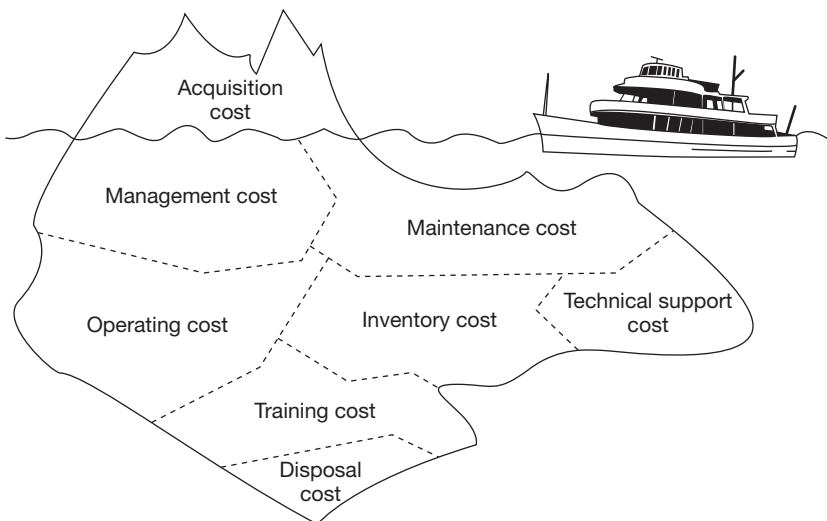 Acquisition
cost
Management cost
Maintenance cost
Operating cost
Inventory cost
Technical support
cost
Training cost
Disposal
cost